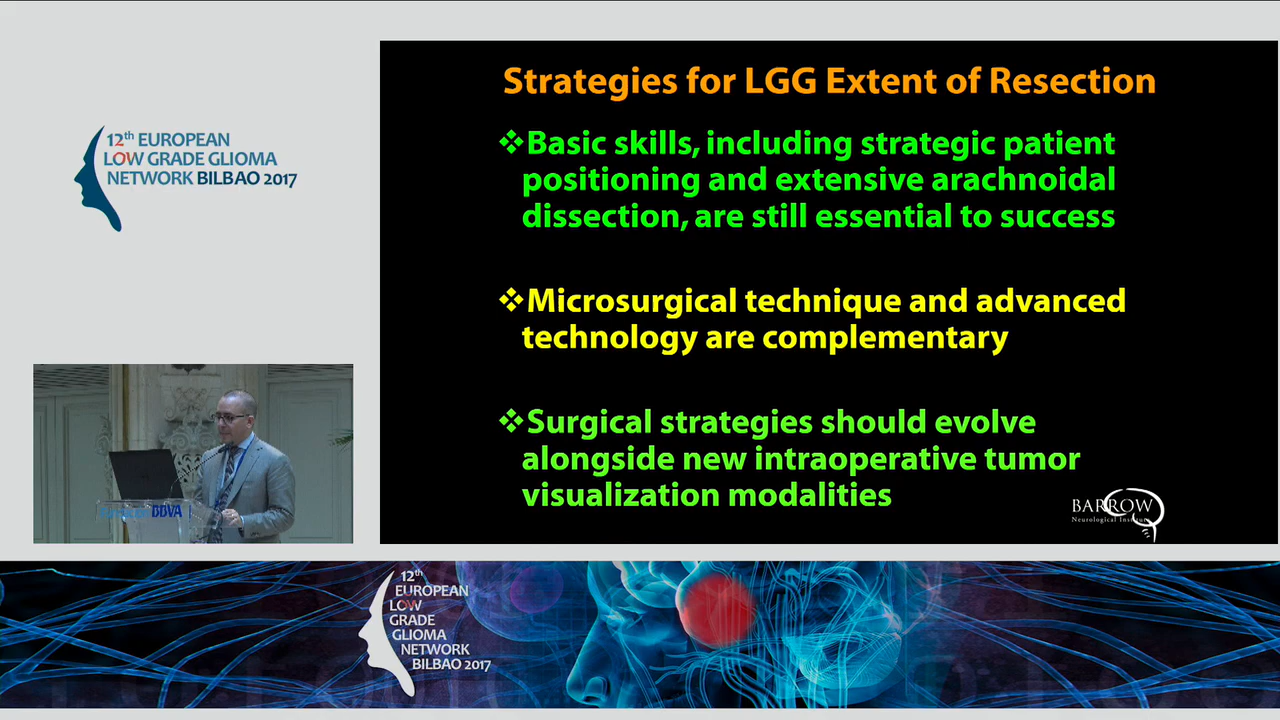 12th EUROPEAN
LOW GRADE GLIOMA
NETWORK BILBAO 2017
Strategies for LGG Extent of Resection
❖Basic skills, including strategic patient
positioning and extensive arachnoidal
dissection, are still essential to success
❖Microsurgical technique and advanced
technology are complementary
❖Surgical strategies should evolve
alongside new intraoperative tumor
visualization modalities
BARROW
Neurological
BBVA
12th
EUROPEAN
LOW
GRADE
GLIOMA
NETWORK
BILBAO 2017